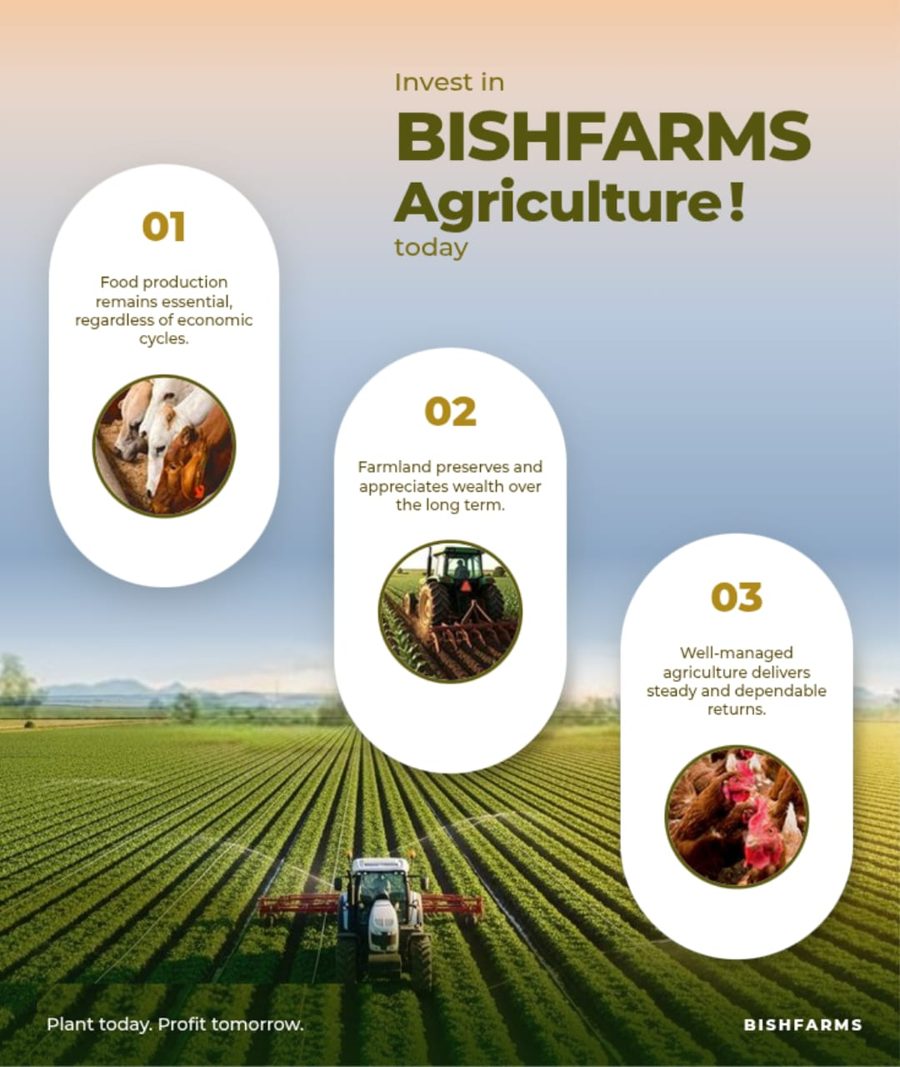 Invest in
BISHFARMS
Agriculture!
today
01
Food production
remains essential,
regardless of economic
cycles.
02
Farmland preserves and
appreciates wealth over
the long term.
03
Well-managed
agriculture delivers
steady and dependable
returns.
Plant today. Profit tomorrow.
BISHFARMS